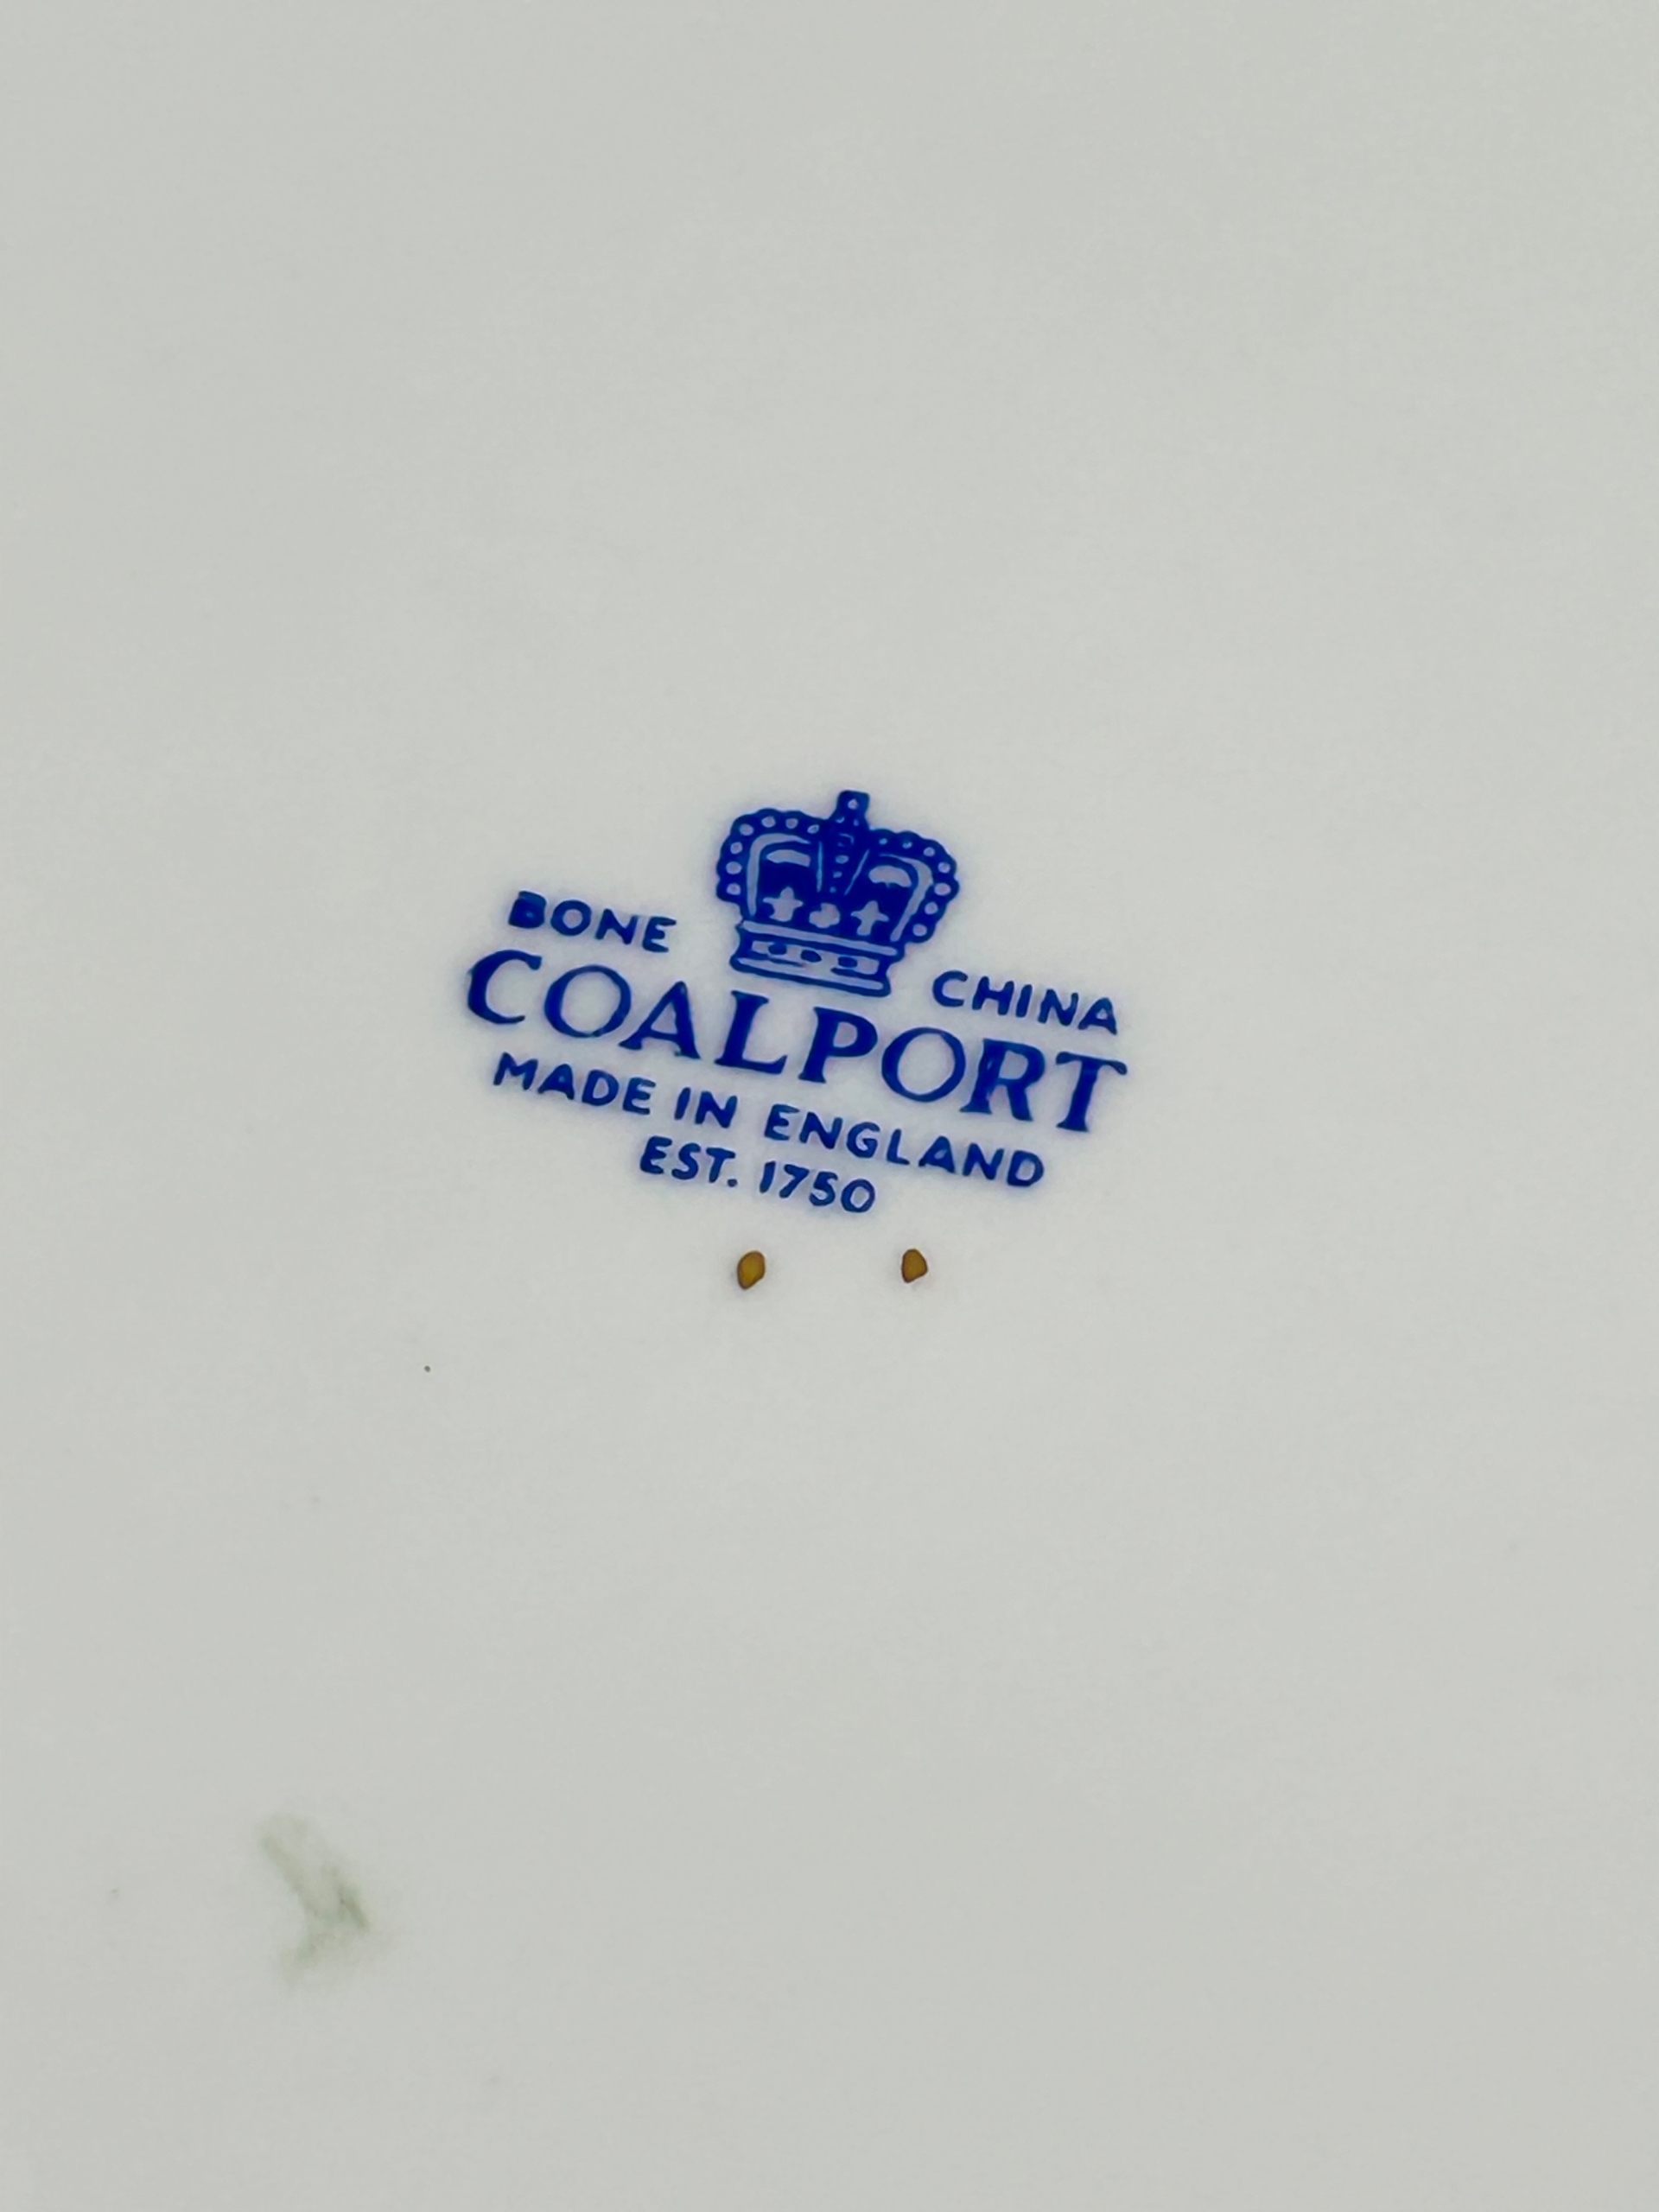 BONE CHINA
COALPORT
MADE IN ENGLAND
EST. 1750